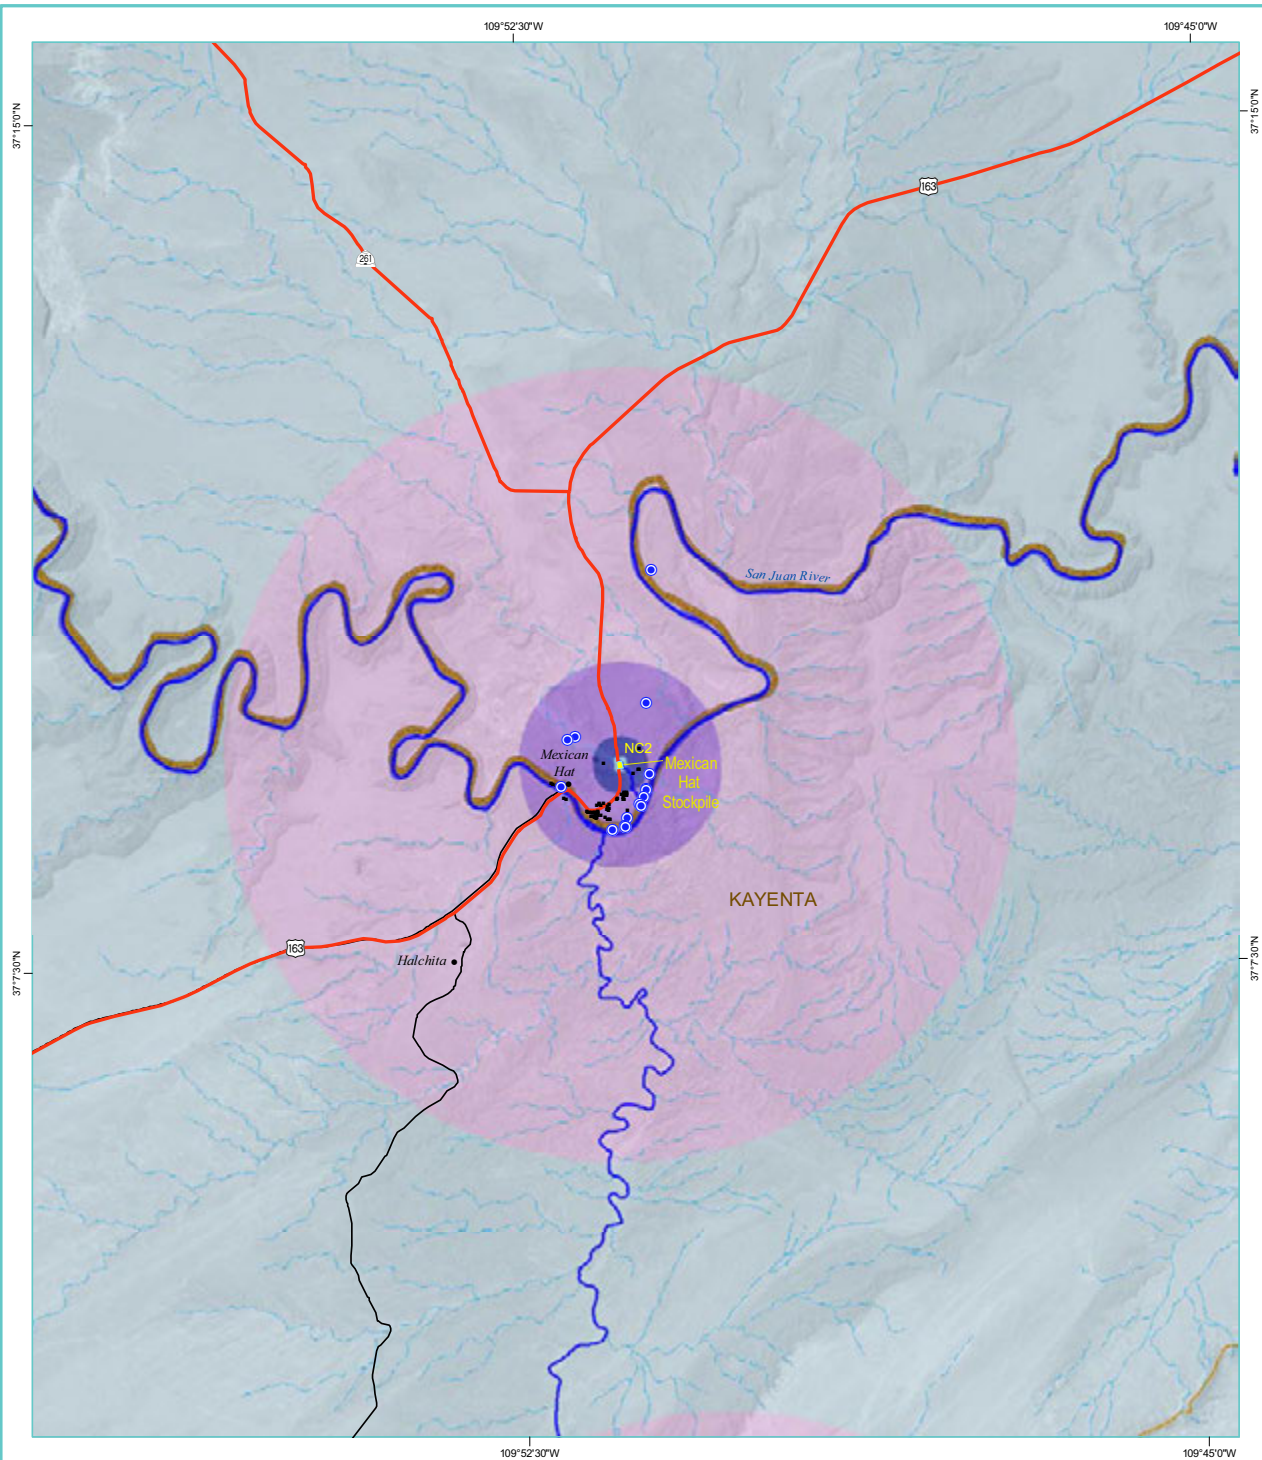 109°52'30"W
109°45'0"W
37°15'0"N
37°15'0"N
163
261
San Juan River
NC2
Mexican
Hat
Mexican
Hat
Stockpile
KAYENTA
163
Halchita
37°7'30"N
37°7'30"N
109°52'30"W
109°45'0"W